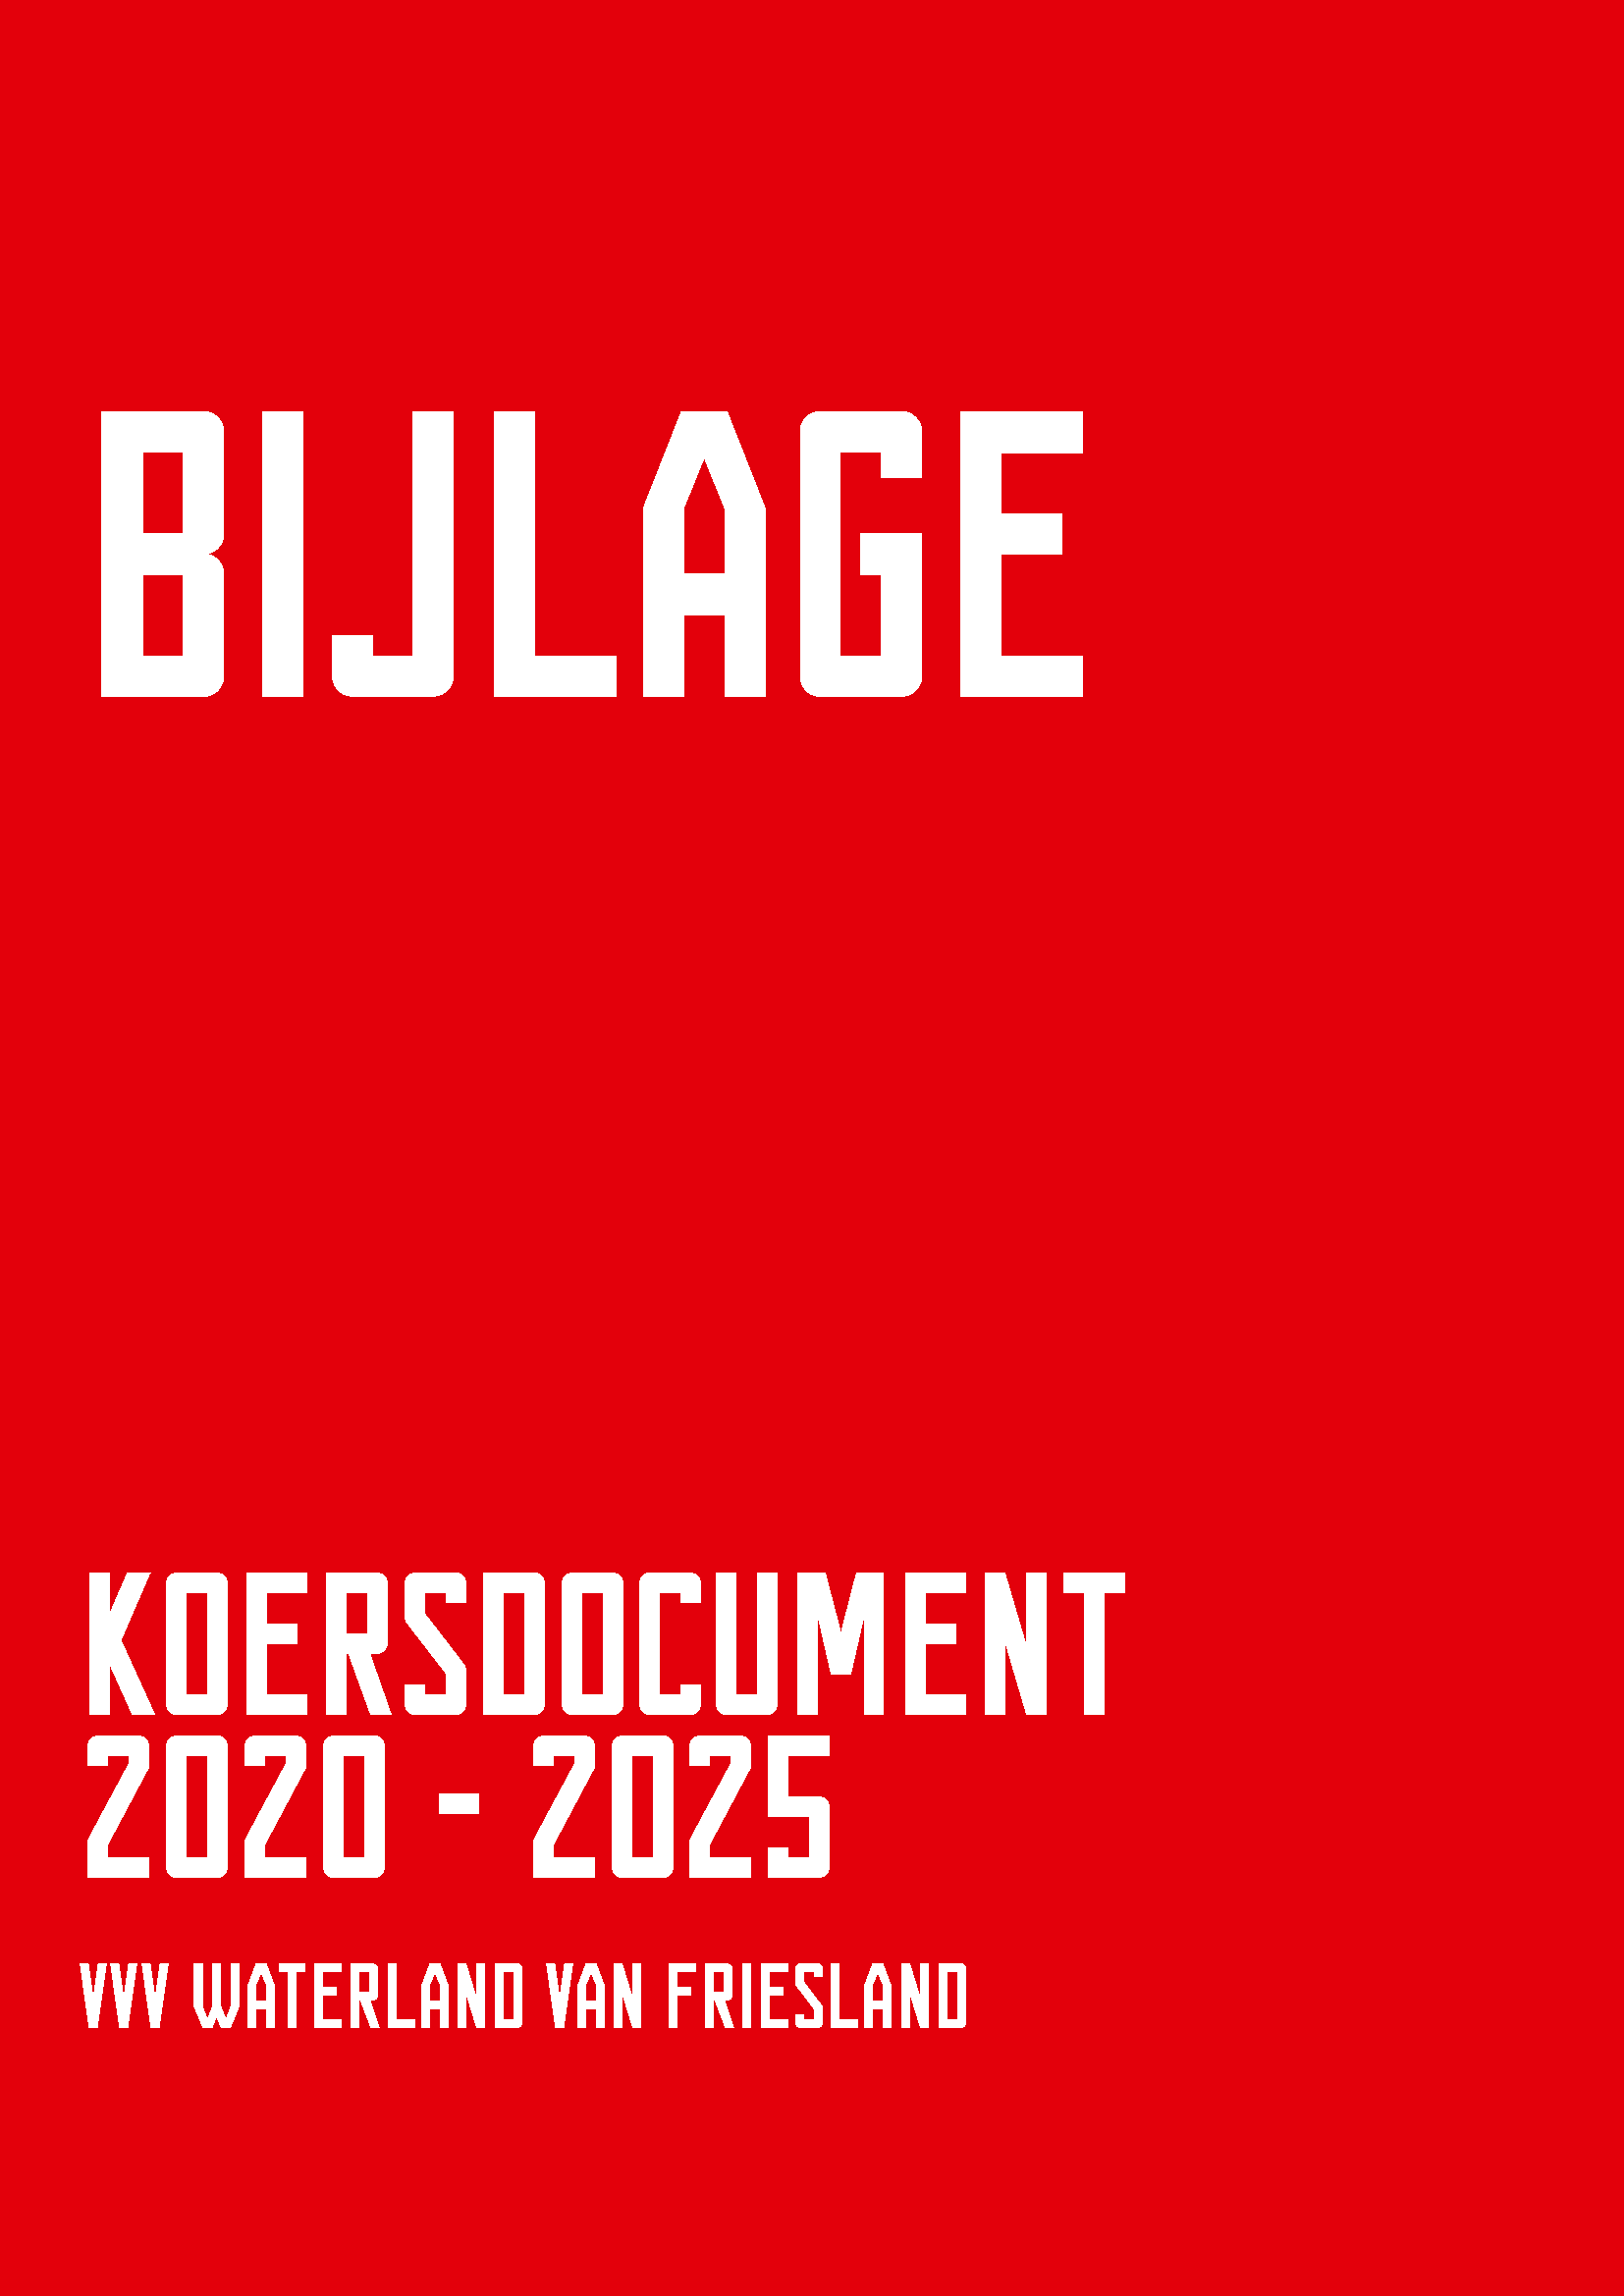 BIJLAGE
KOERSDOCUMENT
2020 - 2025
VVV WATERLAND VAN FRIESLAND